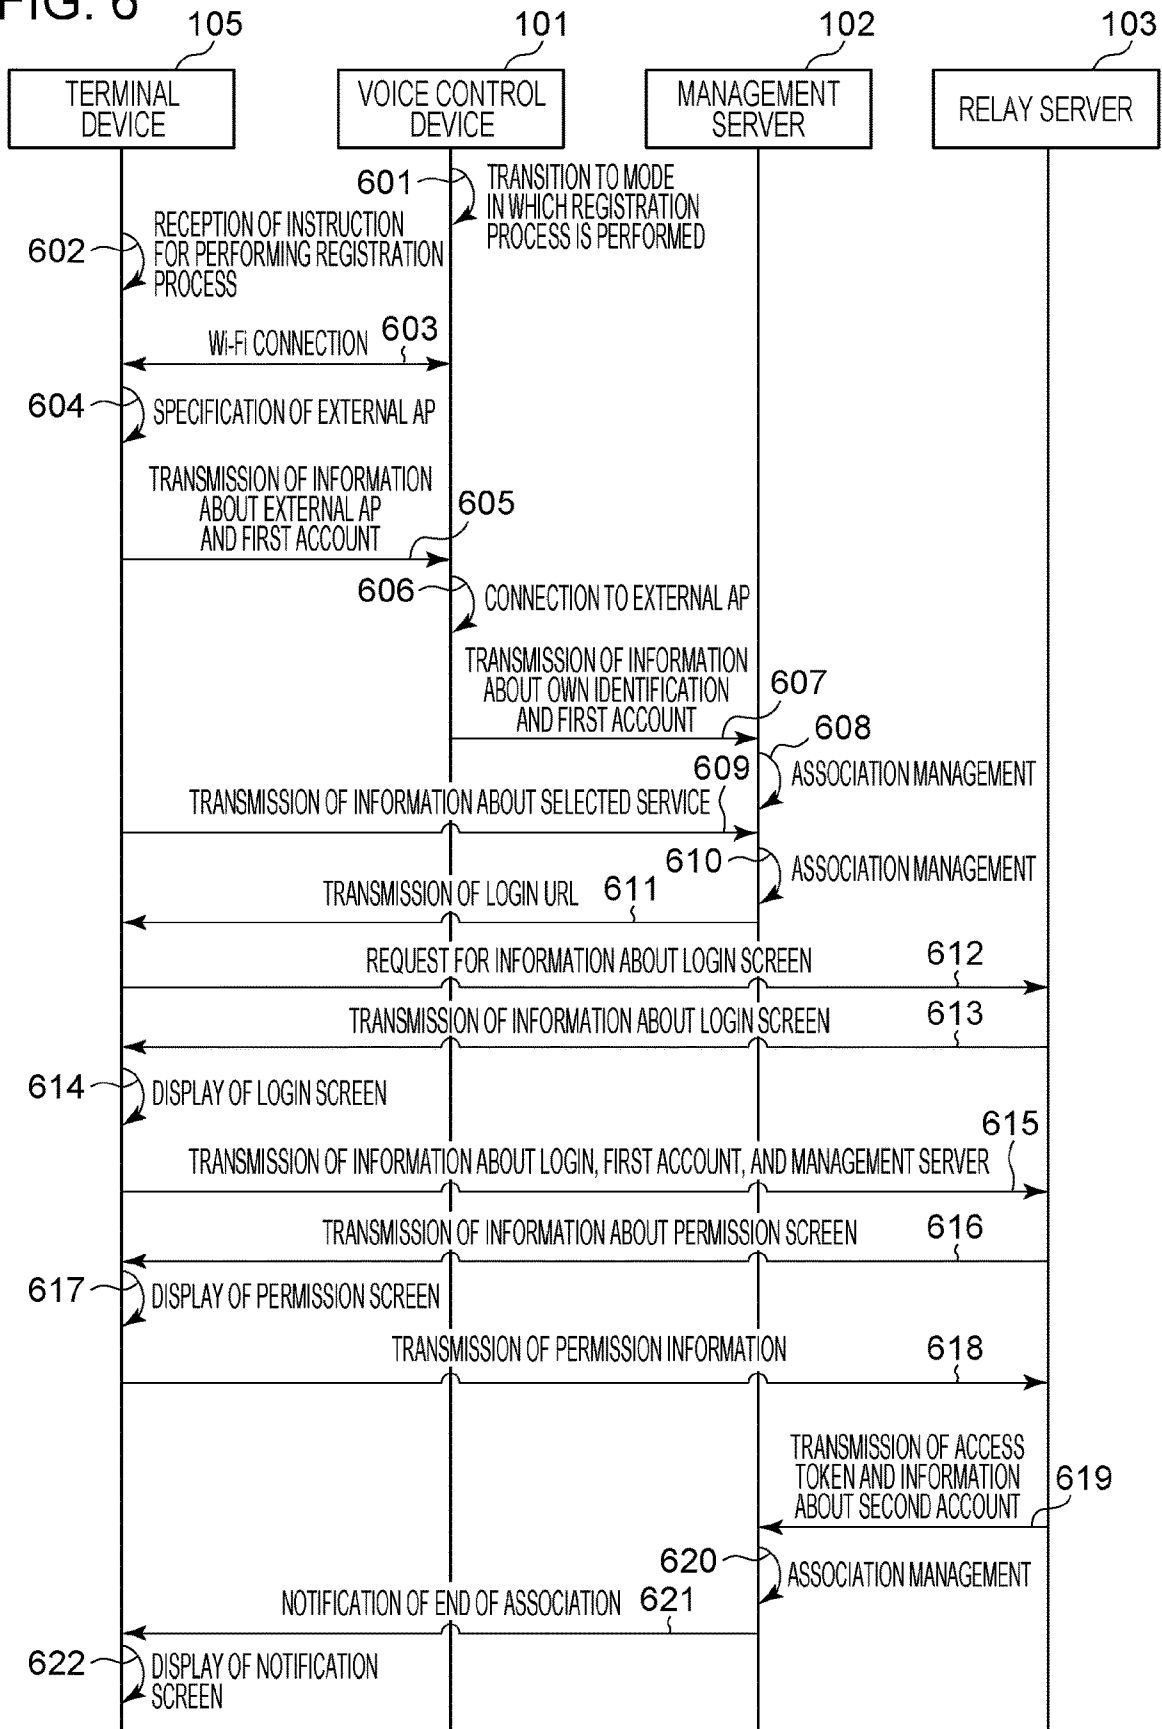 FIG. 6
105
101
102
103
TERMINAL
DEVICE
VOICE CONTROL
DEVICE
MANAGEMENT
SERVER
RELAY SERVER
601
TRANSITION TO MODE
IN WHICH REGISTRATION
PROCESS IS PERFORMED
602
RECEPTION OF INSTRUCTION
FOR PERFORMING REGISTRATION
PROCESS
Wi-Fi CONNECTION
603
604
SPECIFICATION OF EXTERNAL AP
TRANSMISSION OF INFORMATION
ABOUT EXTERNAL AP
AND FIRST ACCOUNT
605
606
CONNECTION TO EXTERNAL AP
TRANSMISSION OF INFORMATION
ABOUT OWN IDENTIFICATION
AND FIRST ACCOUNT
607
608
ASSOCIATION MANAGEMENT
609
TRANSMISSION OF INFORMATION ABOUT SELECTED SERVICE
610
ASSOCIATION MANAGEMENT
TRANSMISSION OF LOGIN URL
611
REQUEST FOR INFORMATION ABOUT LOGIN SCREEN
612
TRANSMISSION OF INFORMATION ABOUT LOGIN SCREEN
613
614
DISPLAY OF LOGIN SCREEN
615
TRANSMISSION OF INFORMATION ABOUT LOGIN, FIRST ACCOUNT, AND MANAGEMENT SERVER
TRANSMISSION OF INFORMATION ABOUT PERMISSION SCREEN
616
617
DISPLAY OF PERMISSION SCREEN
TRANSMISSION OF PERMISSION INFORMATION
618
TRANSMISSION OF ACCESS
TOKEN AND INFORMATION
ABOUT SECOND ACCOUNT
619
620
ASSOCIATION MANAGEMENT
NOTIFICATION OF END OF ASSOCIATION
621
622
DISPLAY OF NOTIFICATION
SCREEN